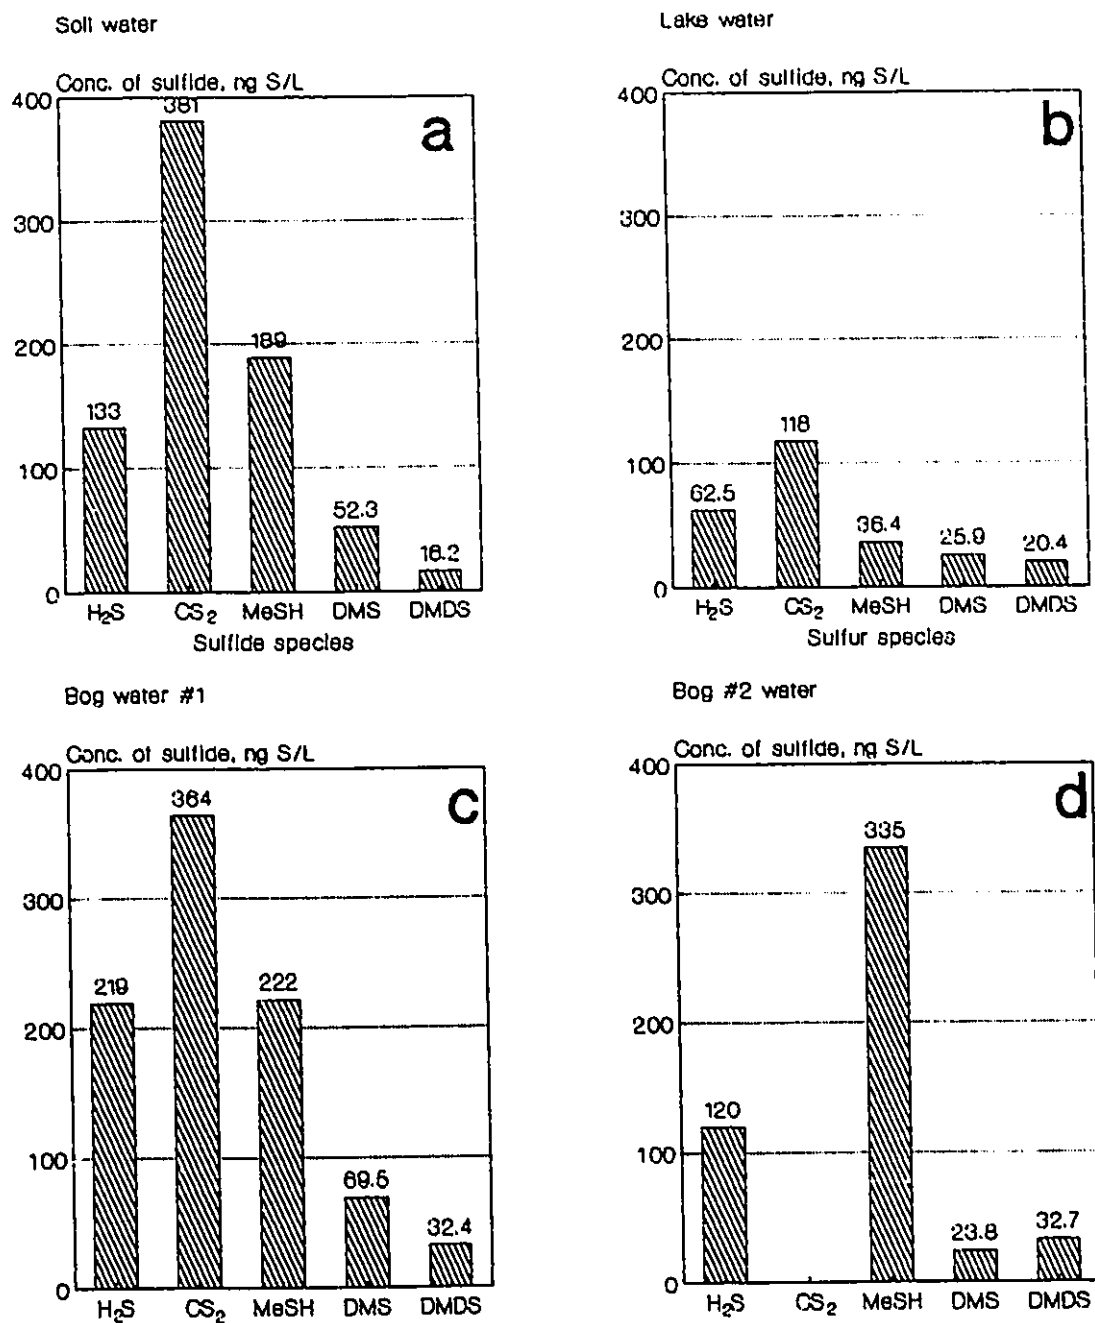 Soil water
Conc. of sulfide, ng S/L
a
400
300
200
100
0
133
381
189
52.3
16.2
H₂S CS₂ MeSH DMS DMDS
Sulfide species
Lake water
Conc. of sulfide, ng S/L
b
400
300
200
100
0
62.5
118
36.4
25.9
20.4
H₂S CS₂ MeSH DMS DMDS
Sulfur species
Bog water #1
Conc. of sulfide, ng S/L
c
400
300
200
100
0
219
364
222
69.5
32.4
H₂S CS₂ MeSH DMS DMDS
Bog #2 water
Conc. of sulfide, ng S/L
d
400
300
200
100
0
120
335
23.8
32.7
H₂S CS₂ MeSH DMS DMDS